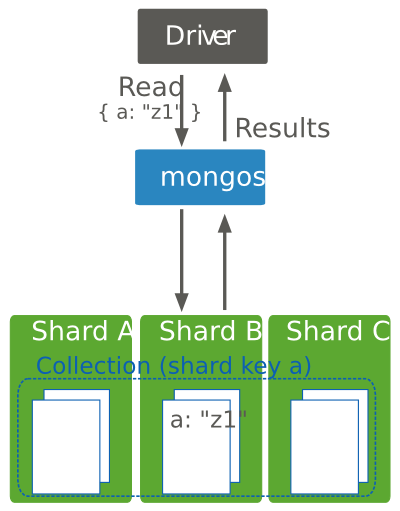 Driver
Read
{ a: "z1" }
Results
mongos
Shard A
Shard B
Shard C
Collection (shard key a)
a: "z1"